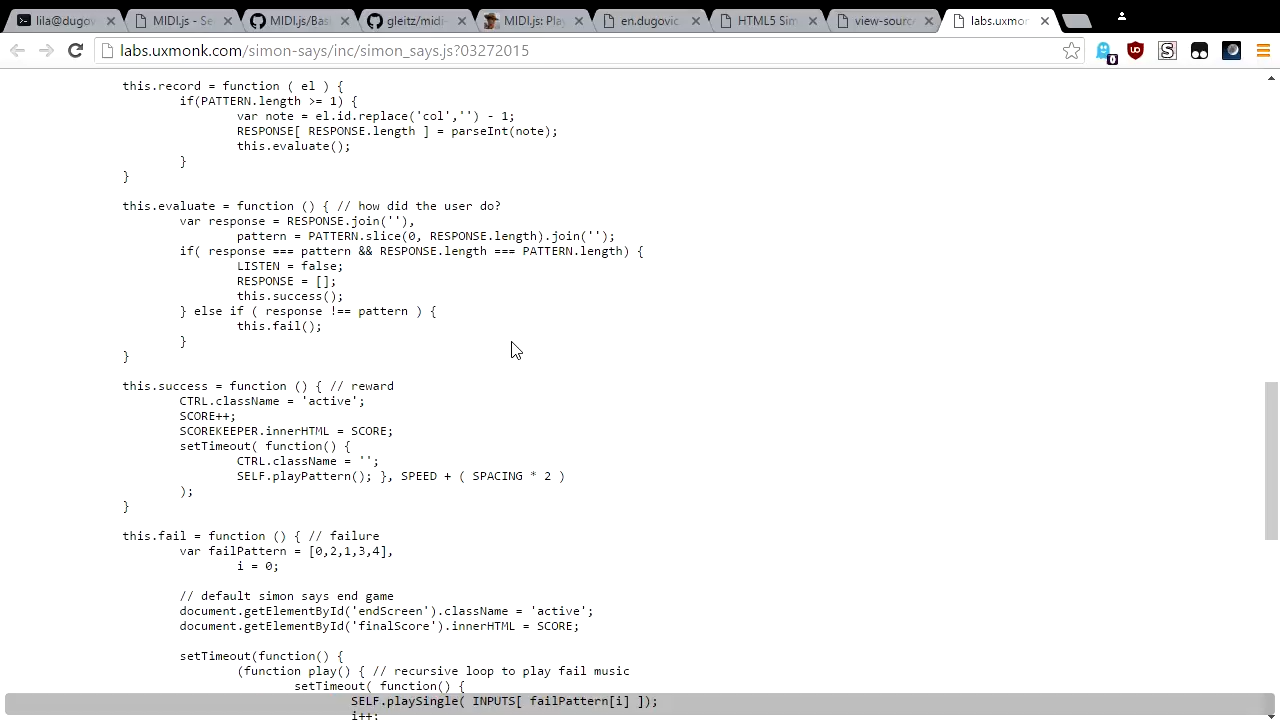 lila@dugov
MIDI.js - Se
MIDI.js/Basi
gleitz/midi-
MIDI.js: Pla
en.dugovic
HTML5 Sim
view-sourc
labs.uxmon
labs.uxmonk.com/simon-says/inc/simon_says.js?03272015
this.record = function ( el ) {
if(PATTERN.length >= 1) {
var note = el.id.replace('col','') - 1;
RESPONSE[ RESPONSE.length ] = parseInt(note);
this.evaluate();
}
}
this.evaluate = function () { // how did the user do?
var response = RESPONSE.join(''),
pattern = PATTERN.slice(0, RESPONSE.length).join('');
if( response === pattern && RESPONSE.length === PATTERN.length) {
LISTEN = false;
RESPONSE = [];
this.success();
} else if ( response !== pattern ) {
this.fail();
}
}
this.success = function () { // reward
CTRL.className = 'active';
SCORE++;
SCOREKEEPER.innerHTML = SCORE;
setTimeout( function() {
CTRL.className = '';
SELF.playPattern(); }, SPEED + ( SPACING * 2 )
);
}
this.fail = function () { // failure
var failPattern = [0,2,1,3,4],
i = 0;
// default simon says end game
document.getElementById('endScreen').className = 'active';
document.getElementById('finalScore').innerHTML = SCORE;
setTimeout(function() {
(function play() { // recursive loop to play fail music
setTimeout( function() {
SELF.playSingle( INPUTS[ failPattern[i] ]);
i++;